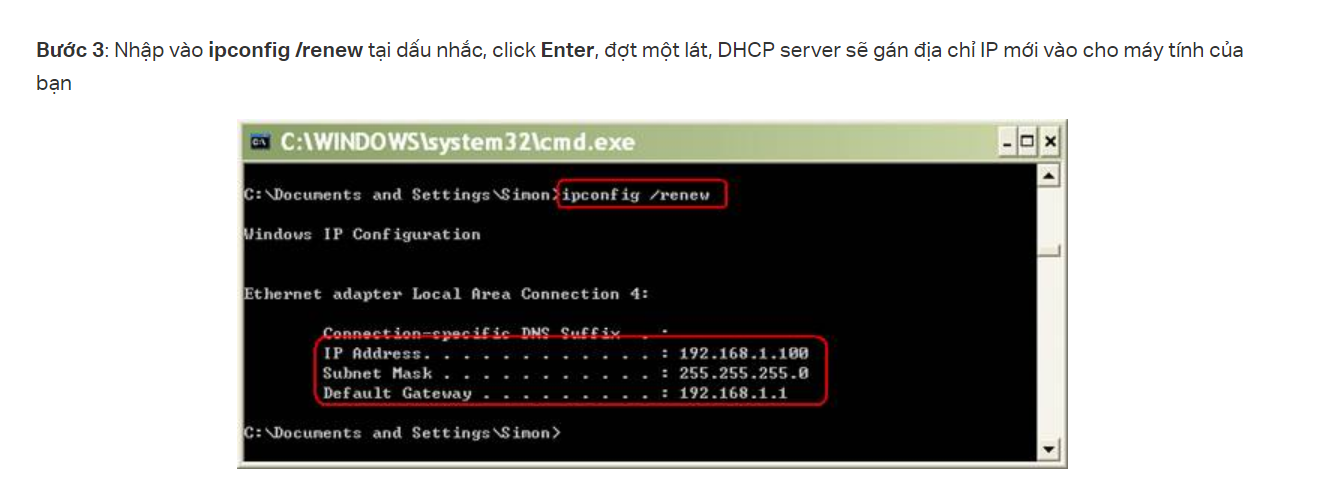 Bước 3: Nhập vào ipconfig /renew tại dấu nhắc, click Enter, đợt một lát, DHCP server sẽ gán địa chỉ IP mới vào cho máy tính của
bạn
C:\WINDOWS\system32\cmd.exe
C:\Documents and Settings\Simon>ipconfig /renew
Windows IP Configuration
Ethernet adapter Local Area Connection 4:
Connection-specific DNS Suffix . :
IP Address. . . . . . . . . . . . : 192.168.1.100
Subnet Mask . . . . . . . . . . . : 255.255.255.0
Default Gateway . . . . . . . . . : 192.168.1.1
C:\Documents and Settings\Simon>